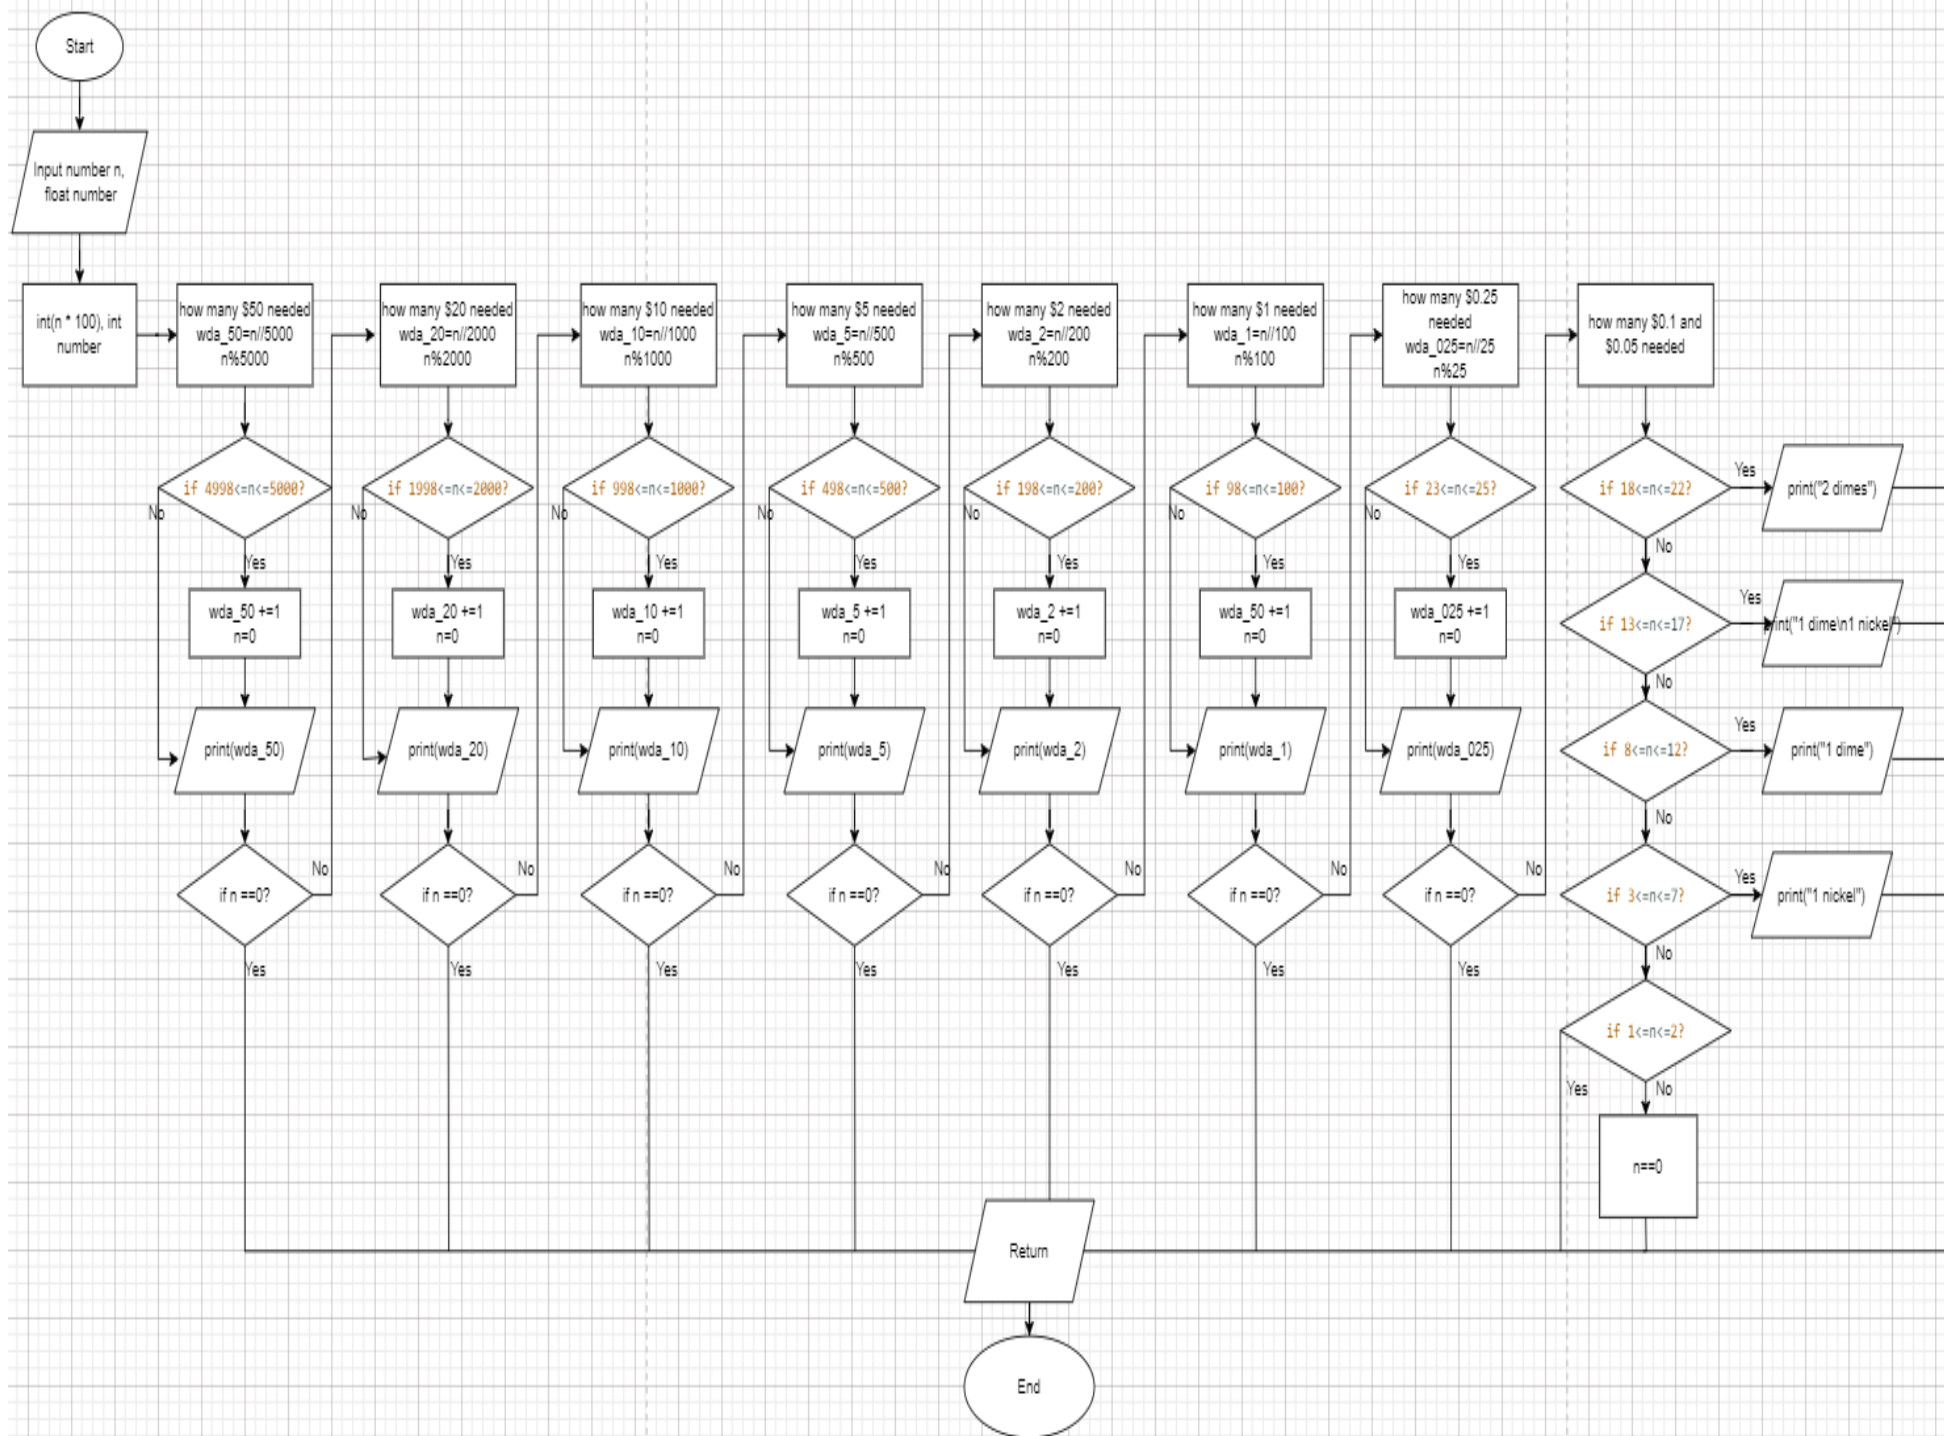 Start
Input number n,
float number
int(n * 100), int
number
how many $50 needed
wda_50=n//5000
n%5000
if 4998<=n<=5000?
No
Yes
wda_50 +=1
n=0
print(wda_50)
if n ==0?
No
Yes
how many $20 needed
wda_20=n//2000
n%2000
if 1998<=n<=2000?
No
Yes
wda_20 +=1
n=0
print(wda_20)
if n ==0?
No
Yes
how many $10 needed
wda_10=n//1000
n%1000
if 998<=n<=1000?
No
Yes
wda_10 +=1
n=0
print(wda_10)
if n ==0?
No
Yes
how many $5 needed
wda_5=n//500
n%500
if 498<=n<=500?
No
Yes
wda_5 +=1
n=0
print(wda_5)
if n ==0?
No
Yes
how many $2 needed
wda_2=n//200
n%200
if 198<=n<=200?
No
Yes
wda_2 +=1
n=0
print(wda_2)
if n ==0?
No
Yes
how many $1 needed
wda_1=n//100
n%100
if 98<=n<=100?
No
Yes
wda_50 +=1
n=0
print(wda_1)
if n ==0?
No
Yes
how many $0.25
needed
wda_025=n//25
n%25
if 23<=n<=25?
No
Yes
wda_025 +=1
n=0
print(wda_025)
if n ==0?
No
Yes
how many $0.1 and
$0.05 needed
if 18<=n<=22?
Yes
print("2 dimes")
No
if 13<=n<=17?
Yes
print("1 dime\n1 nickel")
No
if 8<=n<=12?
Yes
print("1 dime")
No
if 3<=n<=7?
Yes
print("1 nickel")
No
if 1<=n<=2?
Yes
No
n==0
Return
End